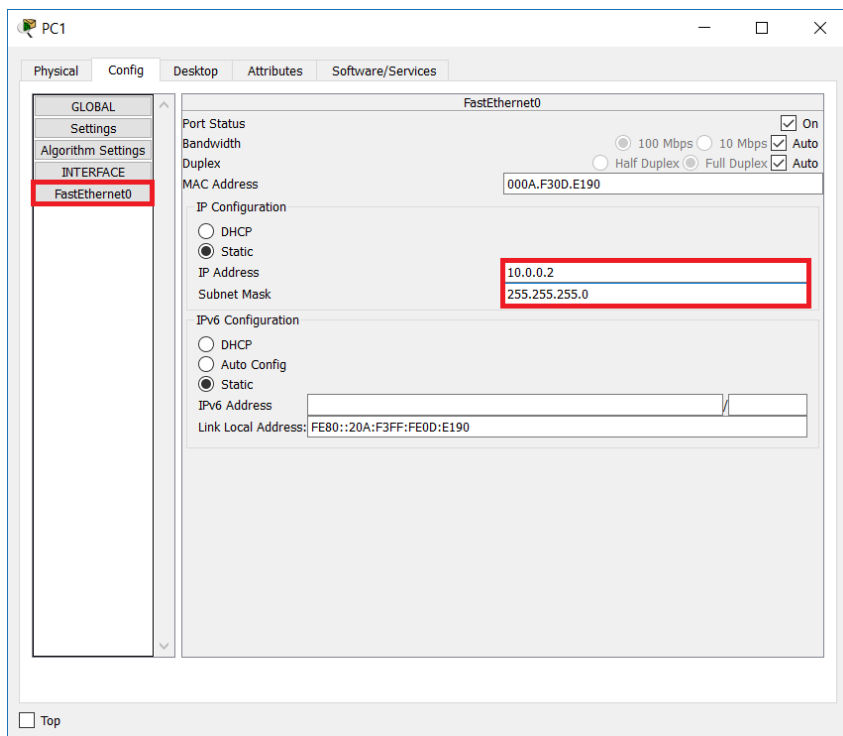 PC1
Physical Config Desktop Attributes Software/Services
GLOBAL
Settings
Algorithm Settings
INTERFACE
FastEthernet0
FastEthernet0
Port Status On
Bandwidth 100 Mbps 10 Mbps Auto
Duplex Half Duplex Full Duplex Auto
MAC Address 000A.F30D.E190
IP Configuration
DHCP
Static
IP Address 10.0.0.2
Subnet Mask 255.255.255.0
IPv6 Configuration
DHCP
Auto Config
Static
IPv6 Address /
Link Local Address: FE80::20A:F3FF:FE0D:E190
Top